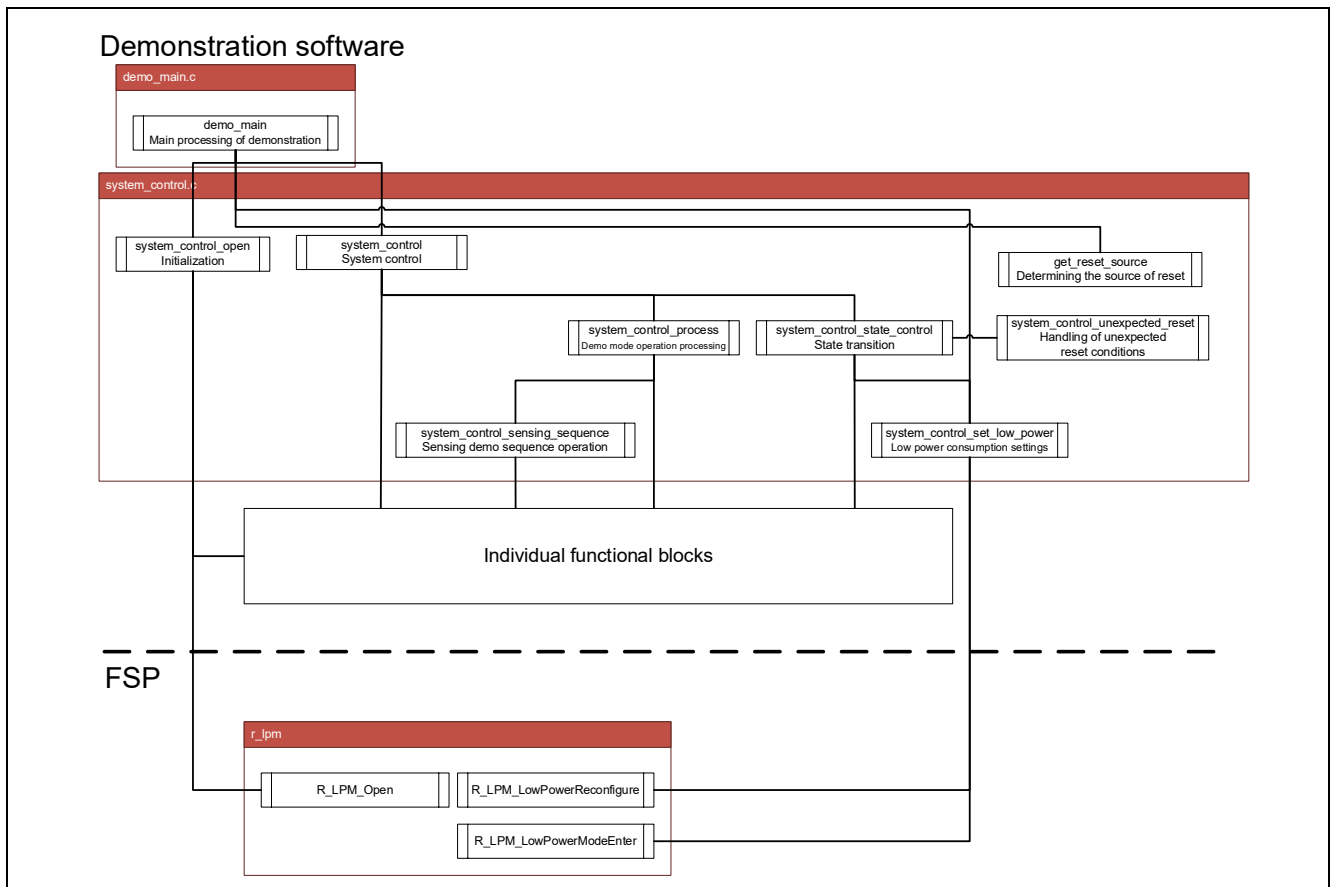 Demonstration software
demo_main.c
demo_main
Main processing of demonstration
system_control.c
system_control_open
Initialization
system_control
System control
get_reset_source
Determining the source of reset
system_control_process
Demo mode operation processing
system_control_state_control
State transition
system_control_unexpected_reset
Handling of unexpected
reset conditions
system_control_sensing_sequence
Sensing demo sequence operation
system_control_set_low_power
Low power consumption settings
Individual functional blocks
FSP
r_lpm
R_LPM_Open
R_LPM_LowPowerReconfigure
R_LPM_LowPowerModeEnter